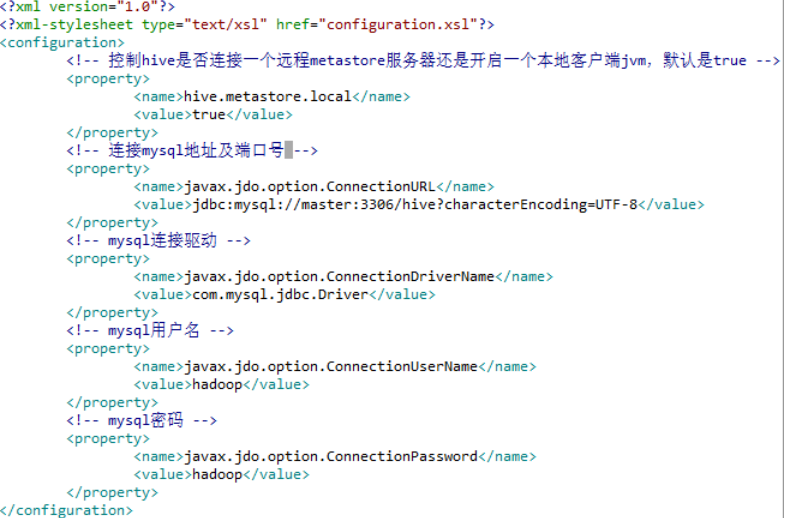 <?xml version="1.0"?>
<?xml-stylesheet type="text/xsl" href="configuration.xsl"?>
<configuration>
        <!-- 控制hive是否连接一个远程metastore服务器还是开启一个本地客户端jvm，默认是true -->
        <property>
                <name>hive.metastore.local</name>
                <value>true</value>
        </property>
        <!-- 连接mysql地址及端口号 -->
        <property>
                <name>javax.jdo.option.ConnectionURL</name>
                <value>jdbc:mysql://master:3306/hive?characterEncoding=UTF-8</value>
        </property>
        <!-- mysql连接驱动 -->
        <property>
                <name>javax.jdo.option.ConnectionDriverName</name>
                <value>com.mysql.jdbc.Driver</value>
        </property>
        <!-- mysql用户名 -->
        <property>
                <name>javax.jdo.option.ConnectionUserName</name>
                <value>hadoop</value>
        </property>
        <!-- mysql密码 -->
        <property>
                <name>javax.jdo.option.ConnectionPassword</name>
                <value>hadoop</value>
        </property>
</configuration>